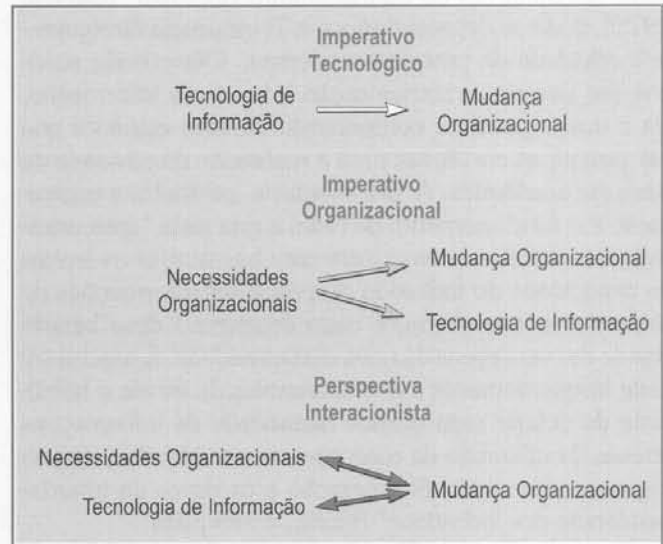 Imperativo
Tecnológico
Tecnologia de
Informação
Mudança
Organizacional
Imperativo
Organizacional
Necessidades
Organizacionais
Mudança Organizacional
Tecnologia de Informação
Perspectiva
Interacionista
Necessidades Organizacionais
Tecnologia de Informação
Mudança Organizacional